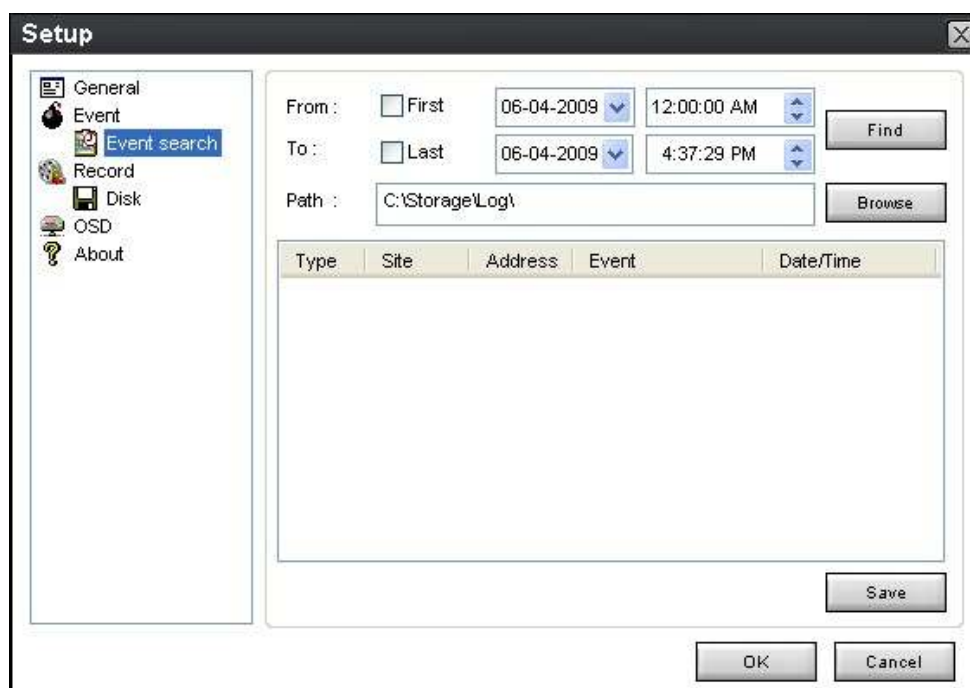 Setup
General
Event
Event search
Record
Disk
OSD
About
From : First 06-04-2009 12:00:00 AM Find
To : Last 06-04-2009 4:37:29 PM
Path : C:\Storage\Log\ Browse
Type Site Address Event Date/Time
Save
OK Cancel